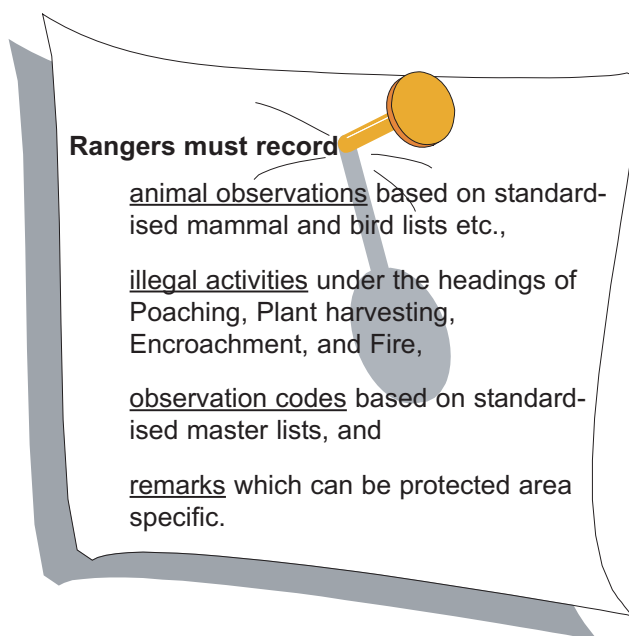 Rangers must record
animal observations based on standard-
ised mammal and bird lists etc.,
illegal activities under the headings of
Poaching, Plant harvesting,
Encroachment, and Fire,
observation codes based on standard-
ised master lists, and
remarks which can be protected area
specific.